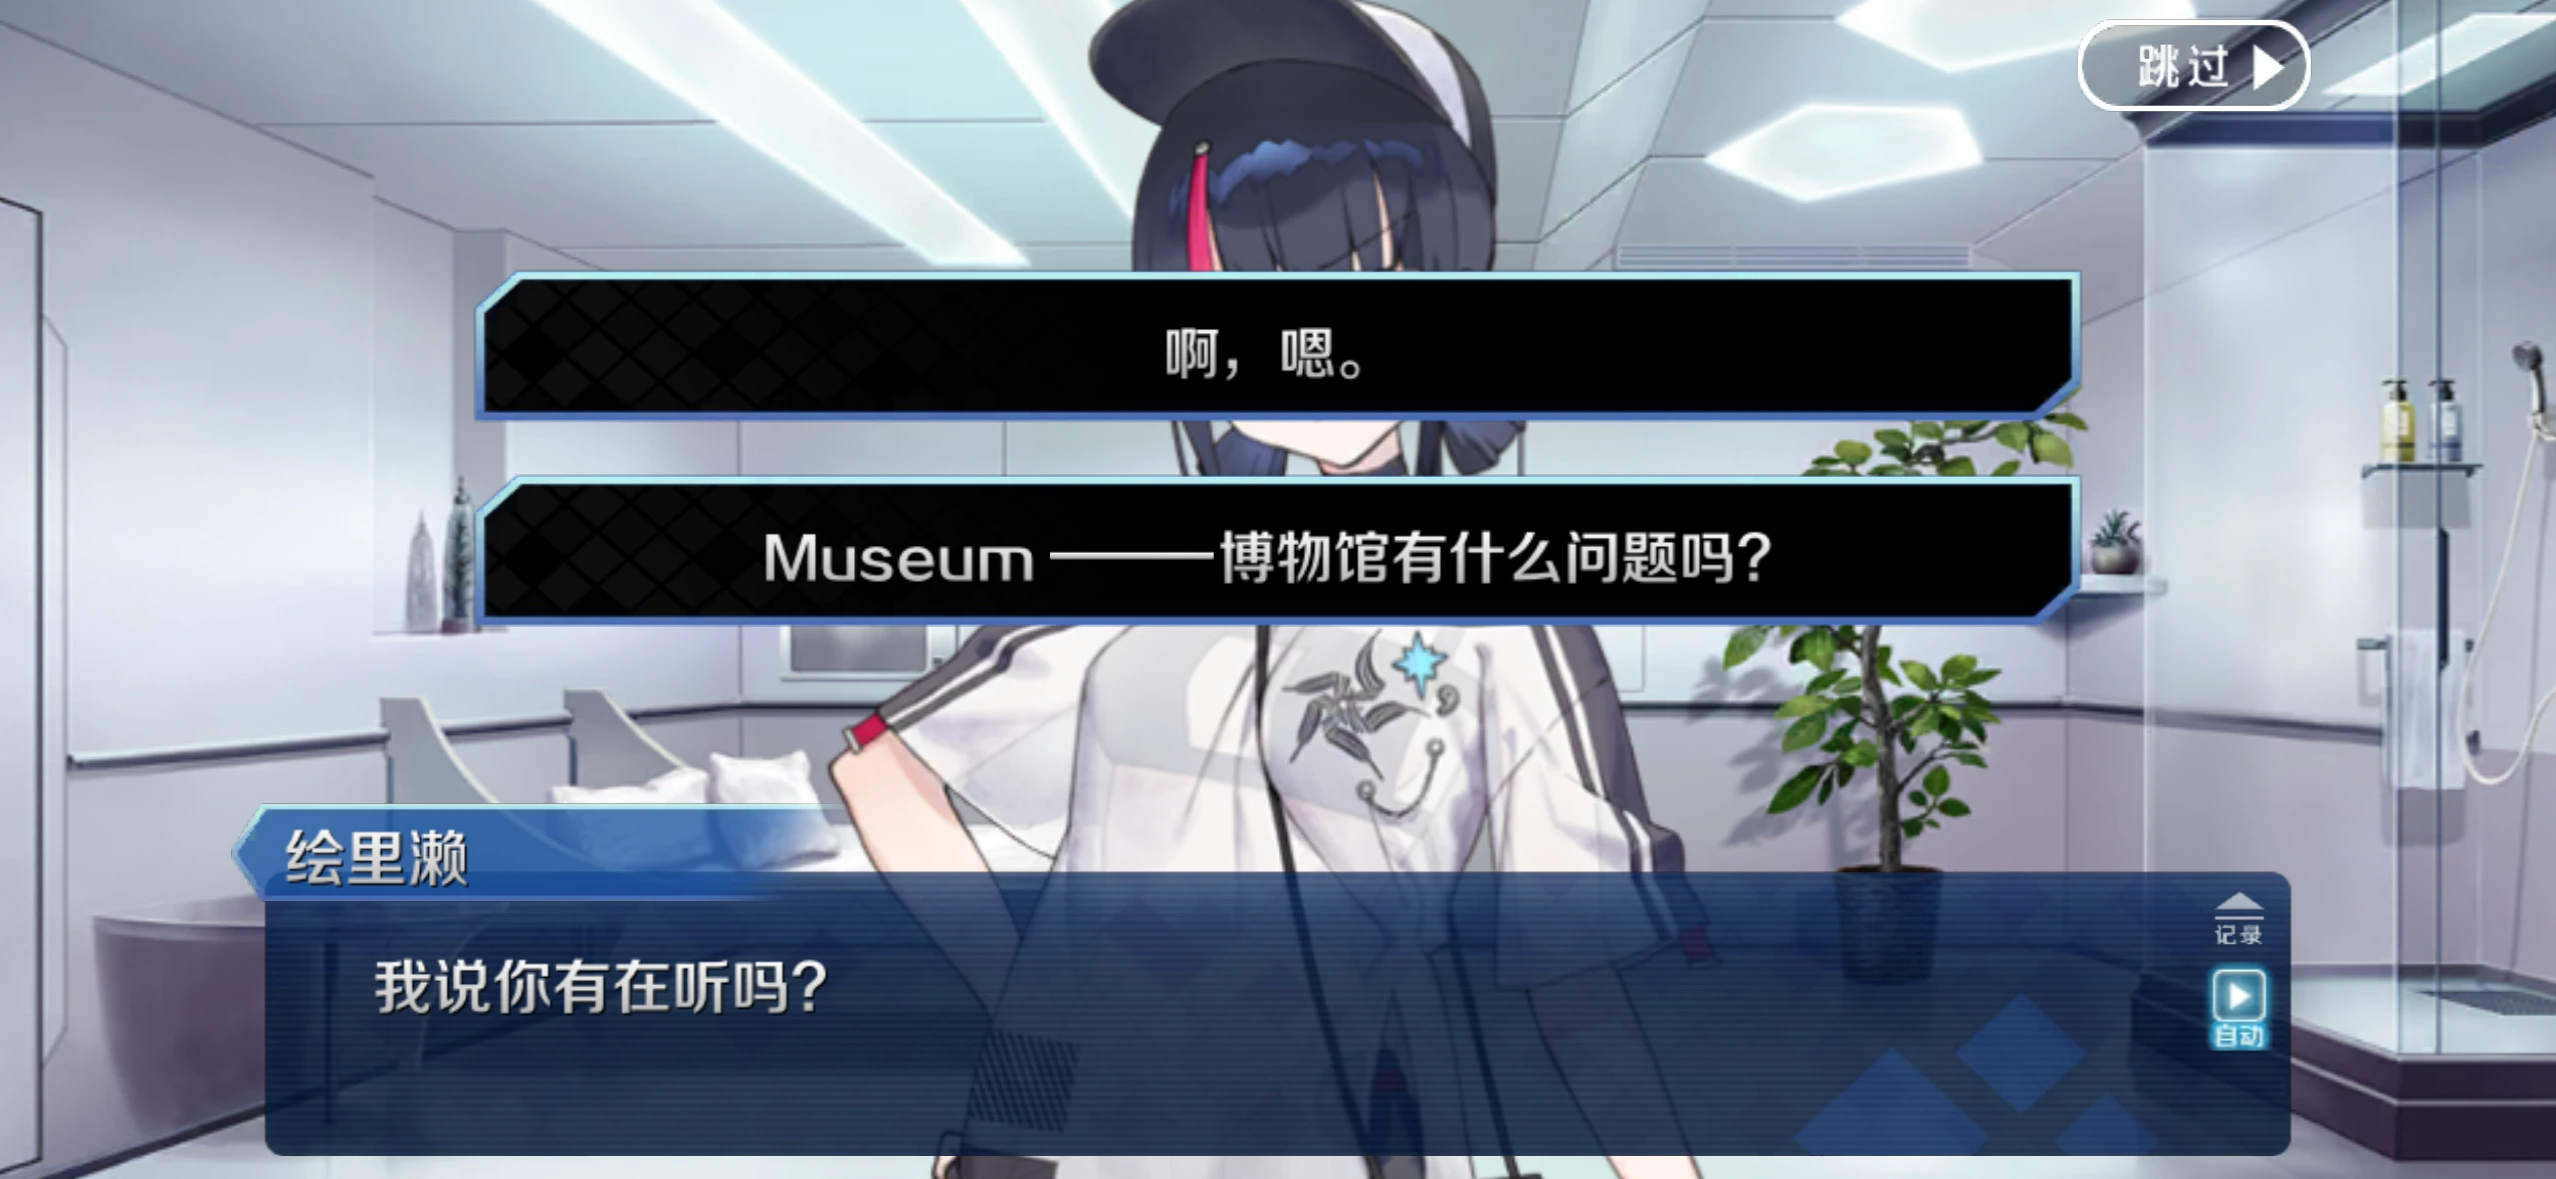 跳过
啊，嗯。
Museum———博物馆有什么问题吗？
绘里濑
我说你有在听吗？
记录
自动